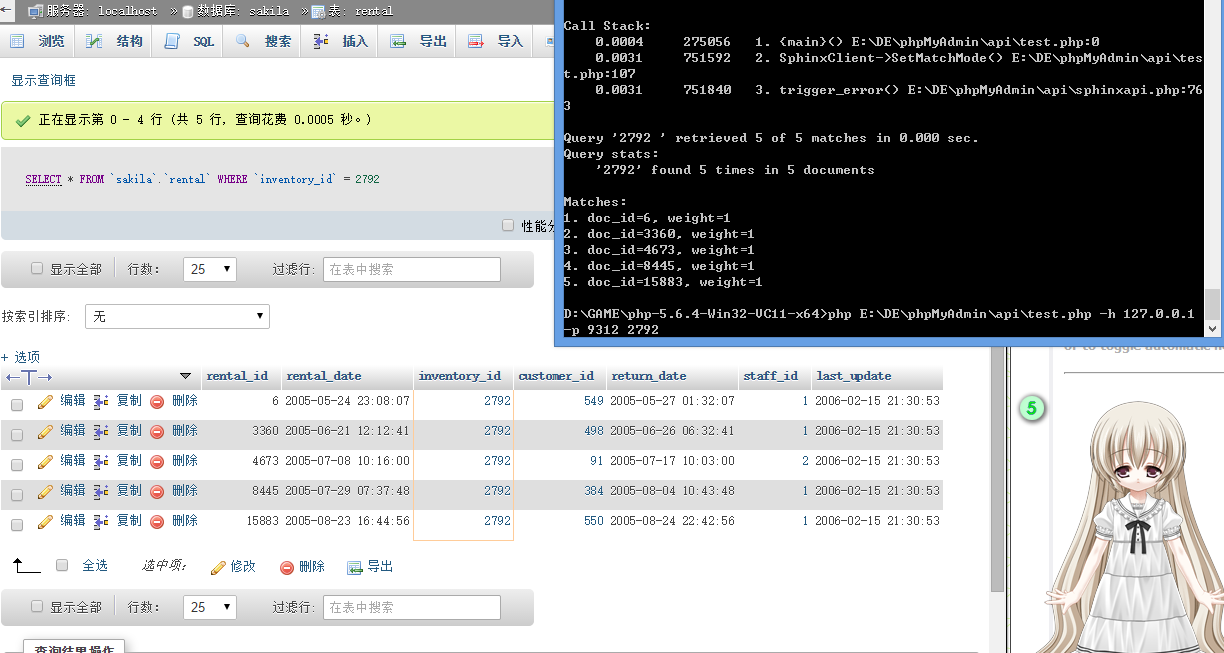 服务器: localhost » 数据库: sakila » 表: rental
浏览 结构 SQL 搜索 插入 导出 导入
显示查询框
正在显示第 0 - 4 行 (共 5 行, 查询花费 0.0005 秒。)
SELECT * FROM `sakila`.`rental` WHERE `inventory_id` = 2792
性能分
显示全部 行数: 25 过滤行: 在表中搜索
按索引排序: 无
+ 选项
←T→ rental_id rental_date inventory_id customer_id return_date staff_id last_update
编辑 复制 删除 6 2005-05-24 23:08:07 2792 549 2005-05-27 01:32:07 1 2006-02-15 21:30:53
编辑 复制 删除 3360 2005-06-21 12:12:41 2792 498 2005-06-26 06:32:41 1 2006-02-15 21:30:53
编辑 复制 删除 4673 2005-07-08 10:16:00 2792 91 2005-07-17 10:03:00 2 2006-02-15 21:30:53
编辑 复制 删除 8445 2005-07-29 07:37:48 2792 384 2005-08-04 10:43:48 1 2006-02-15 21:30:53
编辑 复制 删除 15883 2005-08-23 16:44:56 2792 550 2005-08-24 22:42:56 1 2006-02-15 21:30:53
全选 选中项: 修改 删除 导出
显示全部 行数: 25 过滤行: 在表中搜索
查询结果操作
Call Stack:
0.0004 275056 1. {main}() E:\DE\phpMyAdmin\api\test.php:0
0.0031 751592 2. SphinxClient->SetMatchMode() E:\DE\phpMyAdmin\api\tes
t.php:107
0.0031 751840 3. trigger_error() E:\DE\phpMyAdmin\api\sphinxapi.php:76
3
Query '2792 ' retrieved 5 of 5 matches in 0.000 sec.
Query stats:
'2792' found 5 times in 5 documents
Matches:
1. doc_id=6, weight=1
2. doc_id=3360, weight=1
3. doc_id=4673, weight=1
4. doc_id=8445, weight=1
5. doc_id=15883, weight=1
D:\GAME\php-5.6.4-Win32-VC11-x64>php E:\DE\phpMyAdmin\api\test.php -h 127.0.0.1
-p 9312 2792
or to toggle automatic
5